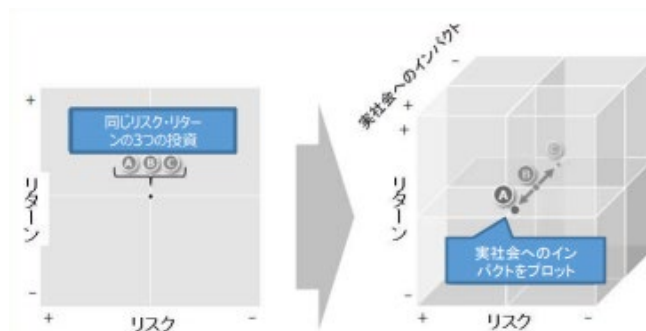 +
同じリスク・リター
ンの3つの投資
A B C
リターン
-
+
リスク
-
実社会へのインパクト
-
+
+
C
B
A
リターン
実社会へのイン
パクトをプロット
-
+
リスク
-